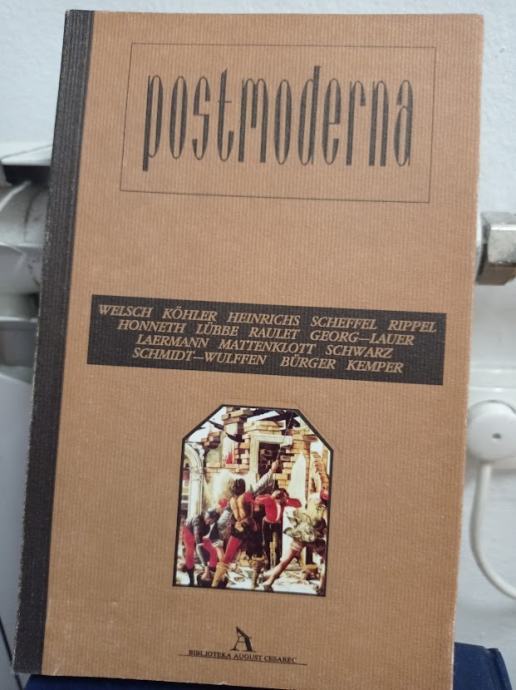 postmoderna
WELSCH KÖHLER HEINRICHS SCHEFFEL RIPPEL
HONNETH LÜBBE RAULET GEORG—LAUER
LAERMANN MATTENKLOTT SCHWARZ
SCHMIDT—WULFFEN BÜRGER KEMPER
A
BIBLIOTEKA AUGUST CESAREC